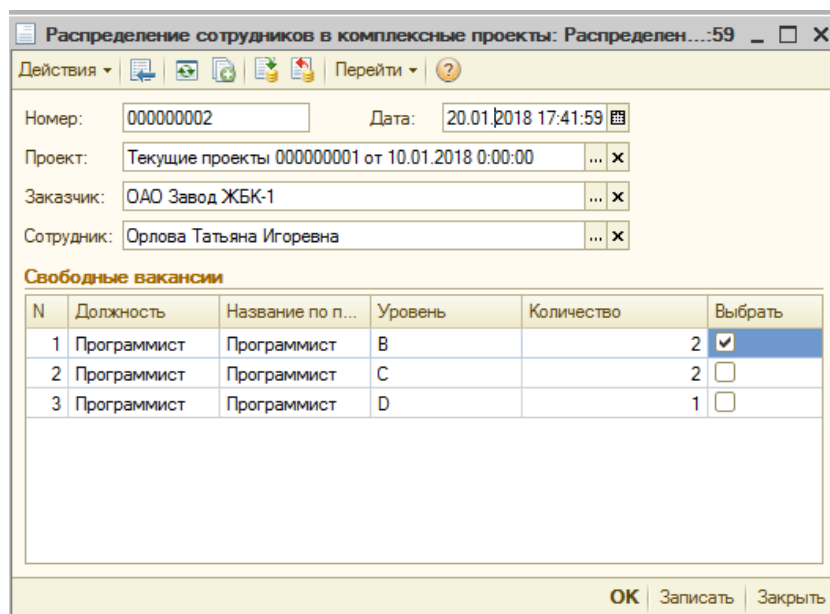 Распределение сотрудников в комплексные проекты: Распределен...:59
Действия Перейти
Номер: 000000002 Дата: 20.01.2018 17:41:59
Проект: Текущие проекты 000000001 от 10.01.2018 0:00:00
Заказчик: ОАО Завод ЖБК-1
Сотрудник: Орлова Татьяна Игоревна
Свободные вакансии
N Должность Название по п... Уровень Количество Выбрать
1 Программист Программист B 2
2 Программист Программист C 2
3 Программист Программист D 1
OK Записать Закрыть